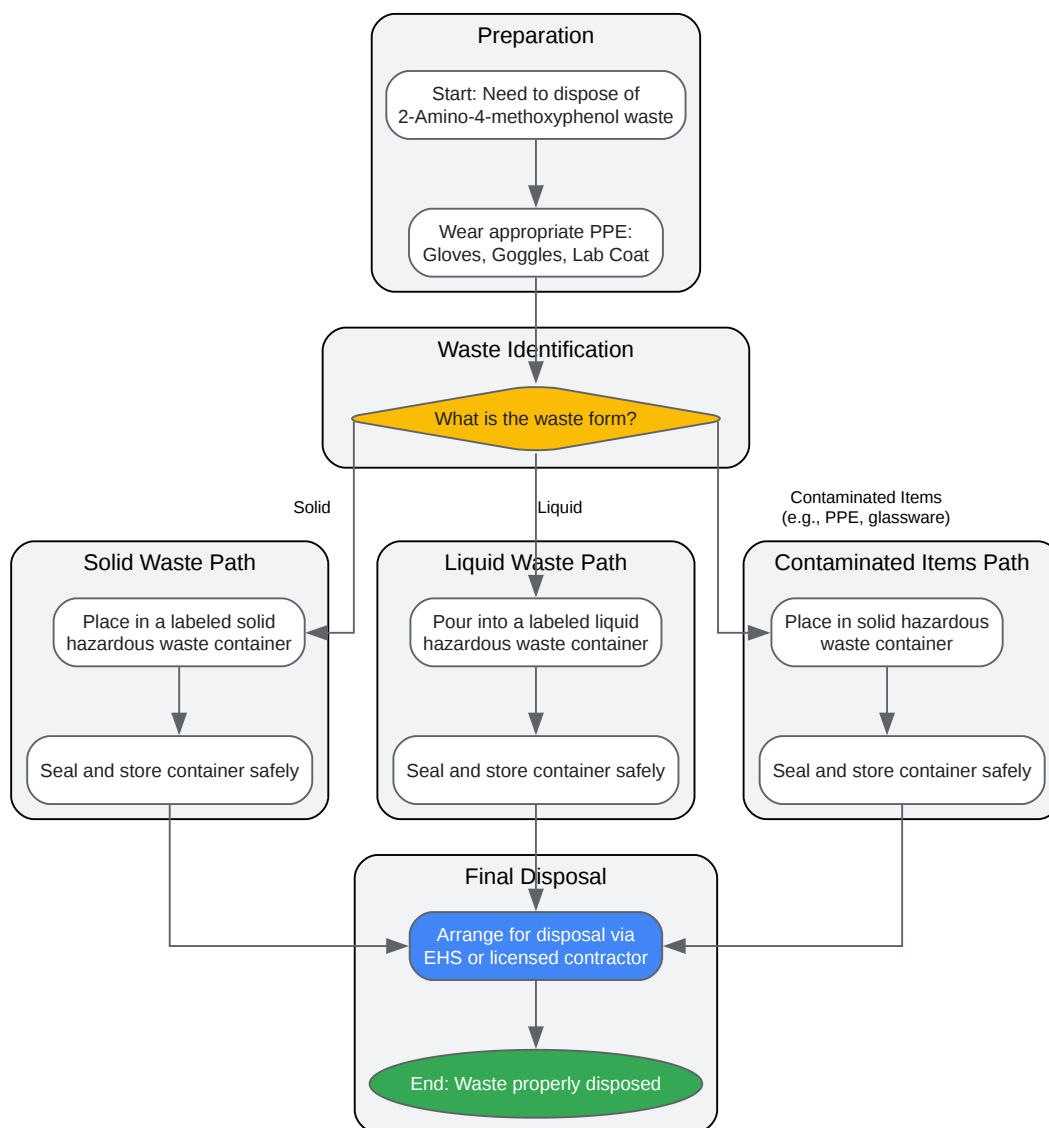 Preparation
Start: Need to dispose of
2-Amino-4-methoxyphenol waste
Wear appropriate PPE:
Gloves, Goggles, Lab Coat
Waste Identification
What is the waste form?
Solid
Liquid
Contaminated Items
(e.g., PPE, glassware)
Solid Waste Path
Place in a labeled solid
hazardous waste container
Seal and store container safely
Liquid Waste Path
Pour into a labeled liquid
hazardous waste container
Seal and store container safely
Contaminated Items Path
Place in solid hazardous
waste container
Seal and store container safely
Final Disposal
Arrange for disposal via
EHS or licensed contractor
End: Waste properly disposed